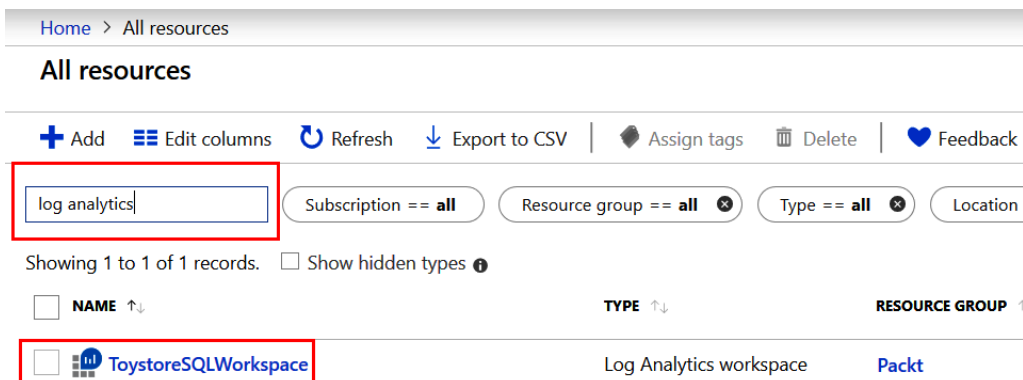 Home > All resources
All resources
Add Edit columns Refresh Export to CSV Assign tags Delete Feedback
log analytics Subscription == all Resource group == all Type == all Location
Showing 1 to 1 of 1 records. Show hidden types
NAME TYPE RESOURCE GROUP
ToystoreSQLWorkspace Log Analytics workspace Packt